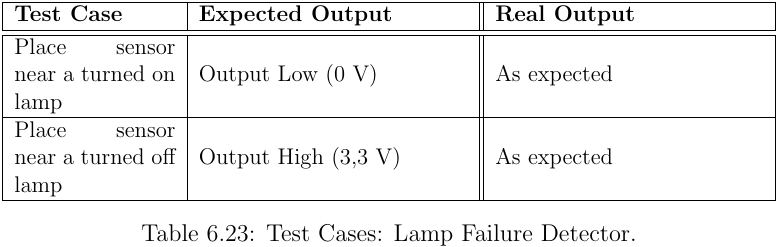 Test Case Expected Output Real Output
Place sensor
near a turned on Output Low (0 V) As expected
lamp
Place sensor
near a turned off Output High (3,3 V) As expected
lamp
Table 6.23: Test Cases: Lamp Failure Detector.